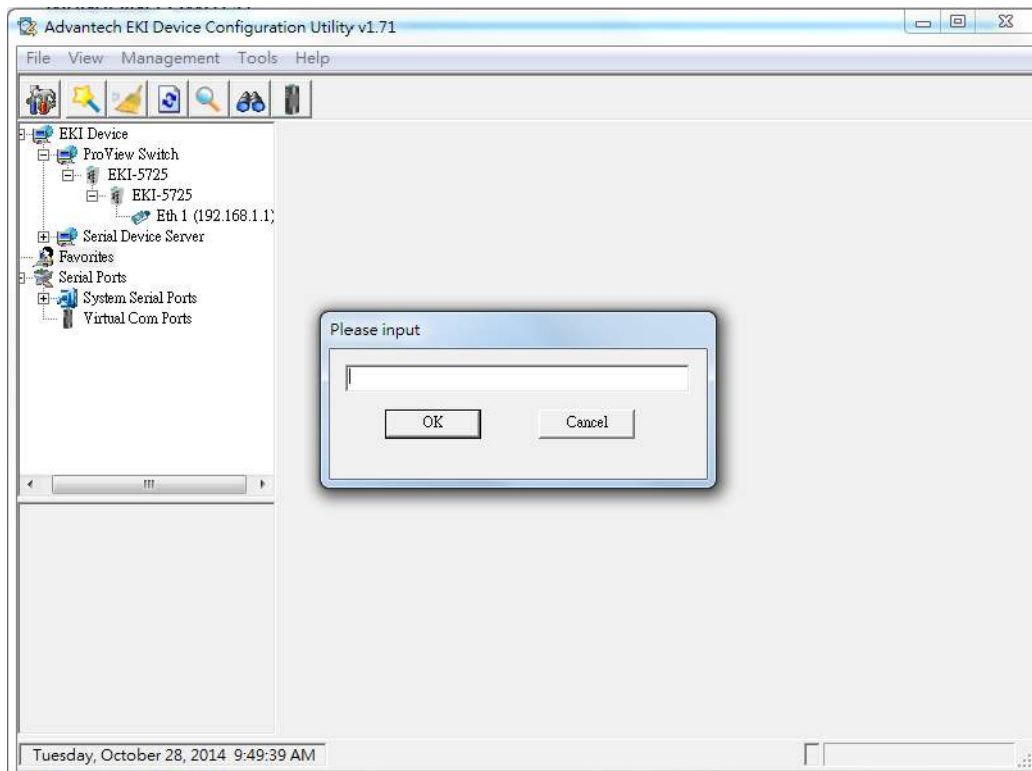 Advantech EKI Device Configuration Utility v1.71
File View Management Tools Help
EKI Device
ProView Switch
EKI-5725
EKI-5725
Eth 1 (192.168.1.1)
Serial Device Server
Favorites
Serial Ports
System Serial Ports
Virtual Com Ports
Please input
OK Cancel
Tuesday, October 28, 2014 9:49:39 AM